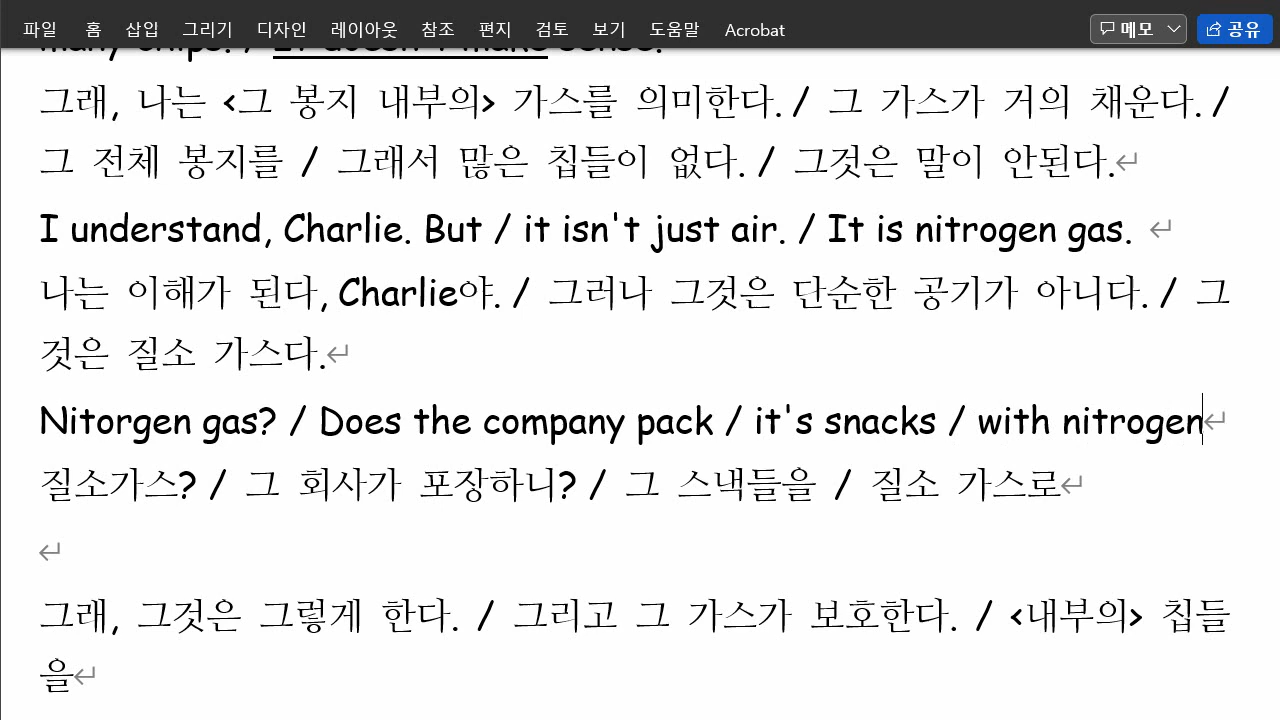 파일 홈 삽입 그리기 디자인 레이아웃 참조 편지 검토 보기 도움말 Acrobat 메모 공유
many chips. / It doesn't make sense.
그래, 나는 <그 봉지 내부의> 가스를 의미한다. / 그 가스가 거의 채운다. /
그 전체 봉지를 / 그래서 많은 칩들이 없다. / 그것은 말이 안된다.↵
I understand, Charlie. But / it isn't just air. / It is nitrogen gas. ↵
나는 이해가 된다, Charlie야. / 그러나 그것은 단순한 공기가 아니다. / 그
것은 질소 가스다.↵
Nitorgen gas? / Does the company pack / it's snacks / with nitrogen↵
질소가스? / 그 회사가 포장하니? / 그 스낵들을 / 질소 가스로↵
↵
그래, 그것은 그렇게 한다. / 그리고 그 가스가 보호한다. / <내부의> 칩들
을↵